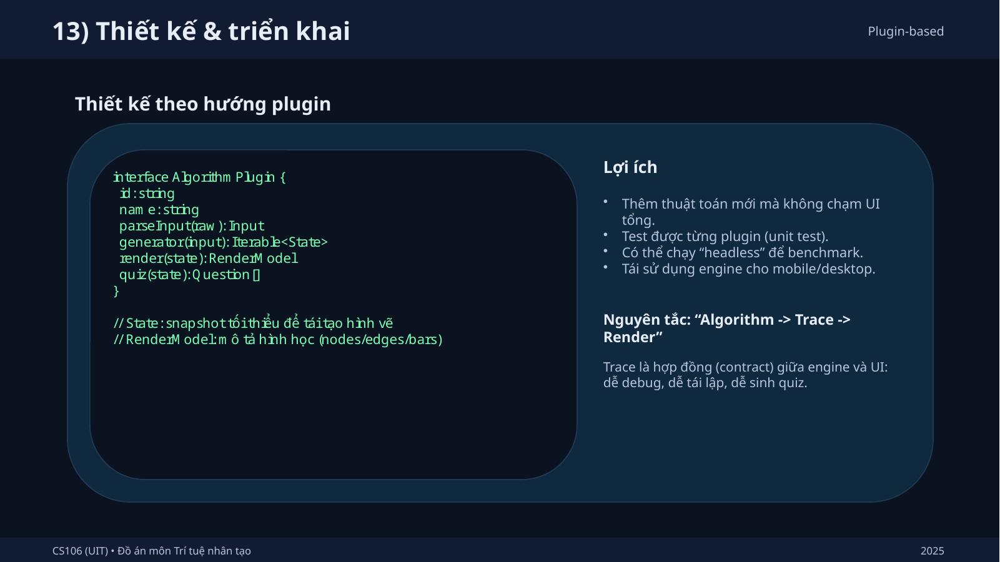 13) Thiết kế & triển khai
Plugin-based
Thiết kế theo hướng plugin
interface AlgorithmPlugin {
  id: string
  name: string
  parseInput(raw): Input
  generator(input): Iterable<State>
  render(state): RenderModel
  quiz(state): Question[]
}
// State: snapshot tối thiểu để tái tạo hình vẽ
// RenderModel: mô tả hình học (nodes/edges/bars)
Lợi ích
• Thêm thuật toán mới mà không chạm UI
tổng.
• Test được từng plugin (unit test).
• Có thể chạy “headless” để benchmark.
• Tái sử dụng engine cho mobile/desktop.
Nguyên tắc: “Algorithm -> Trace ->
Render”
Trace là hợp đồng (contract) giữa engine và UI:
dễ debug, dễ tái lập, dễ sinh quiz.
CS106 (UIT) • Đồ án môn Trí tuệ nhân tạo
2025